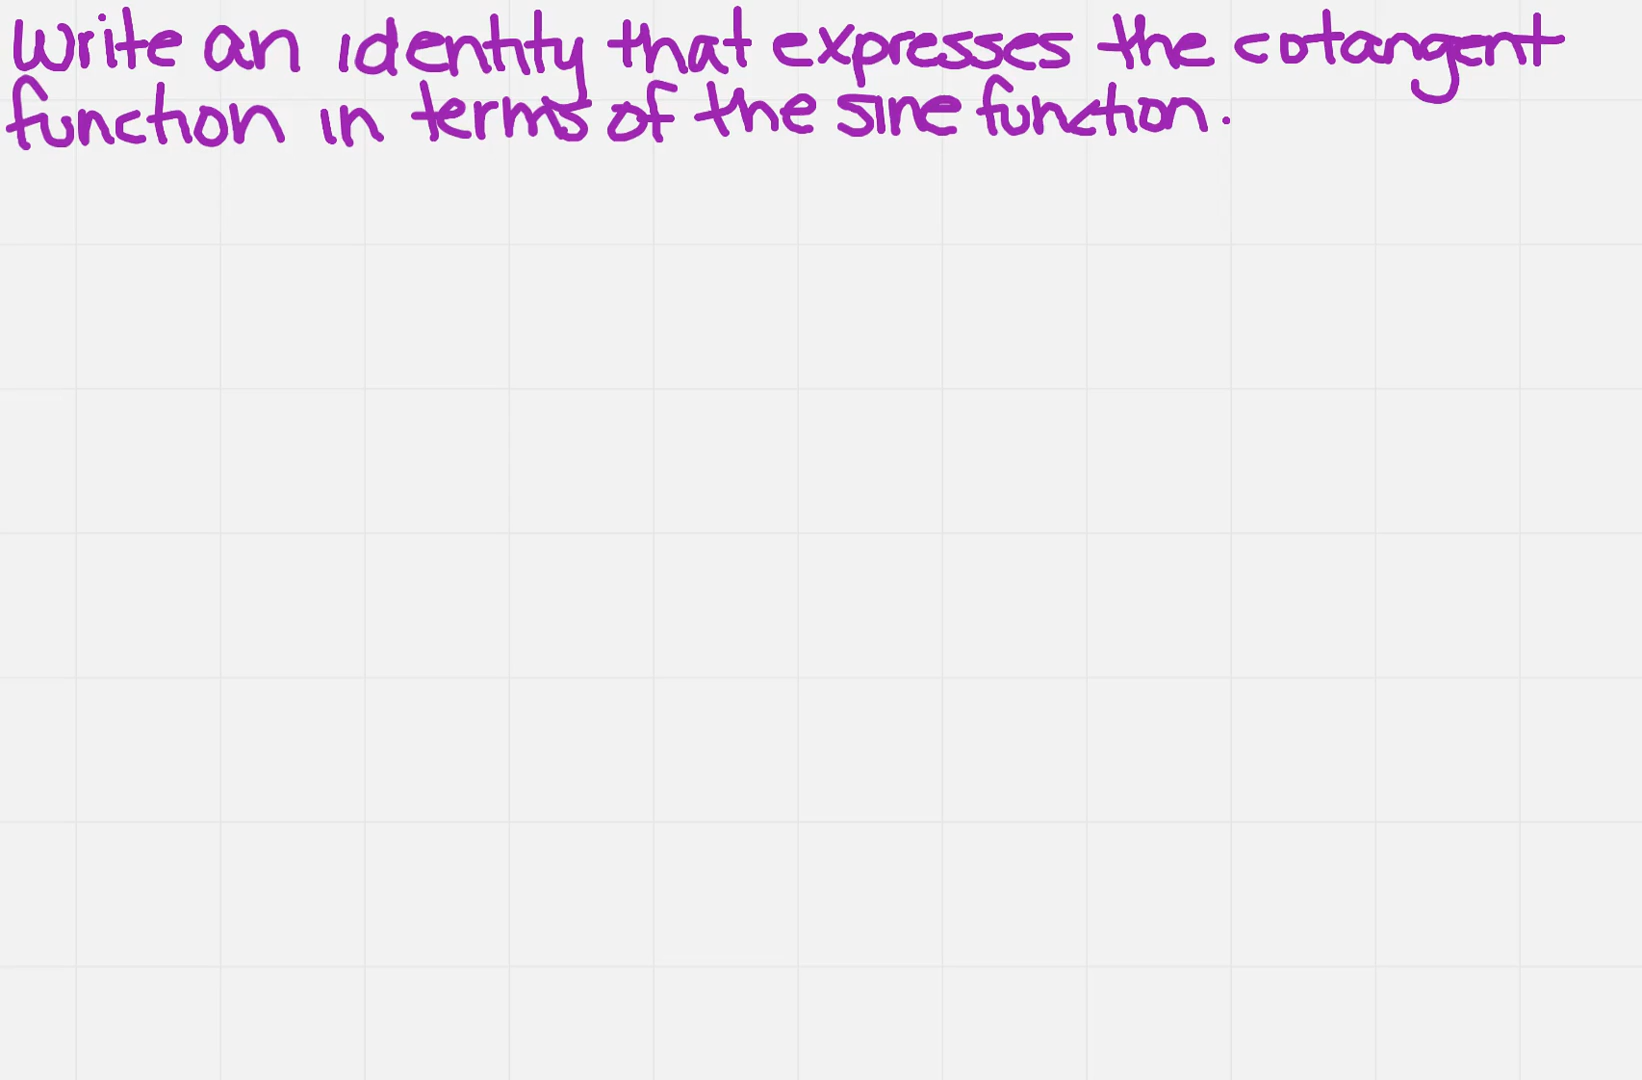 Write an identity that expresses the cotangent
function in terms of the sine function.